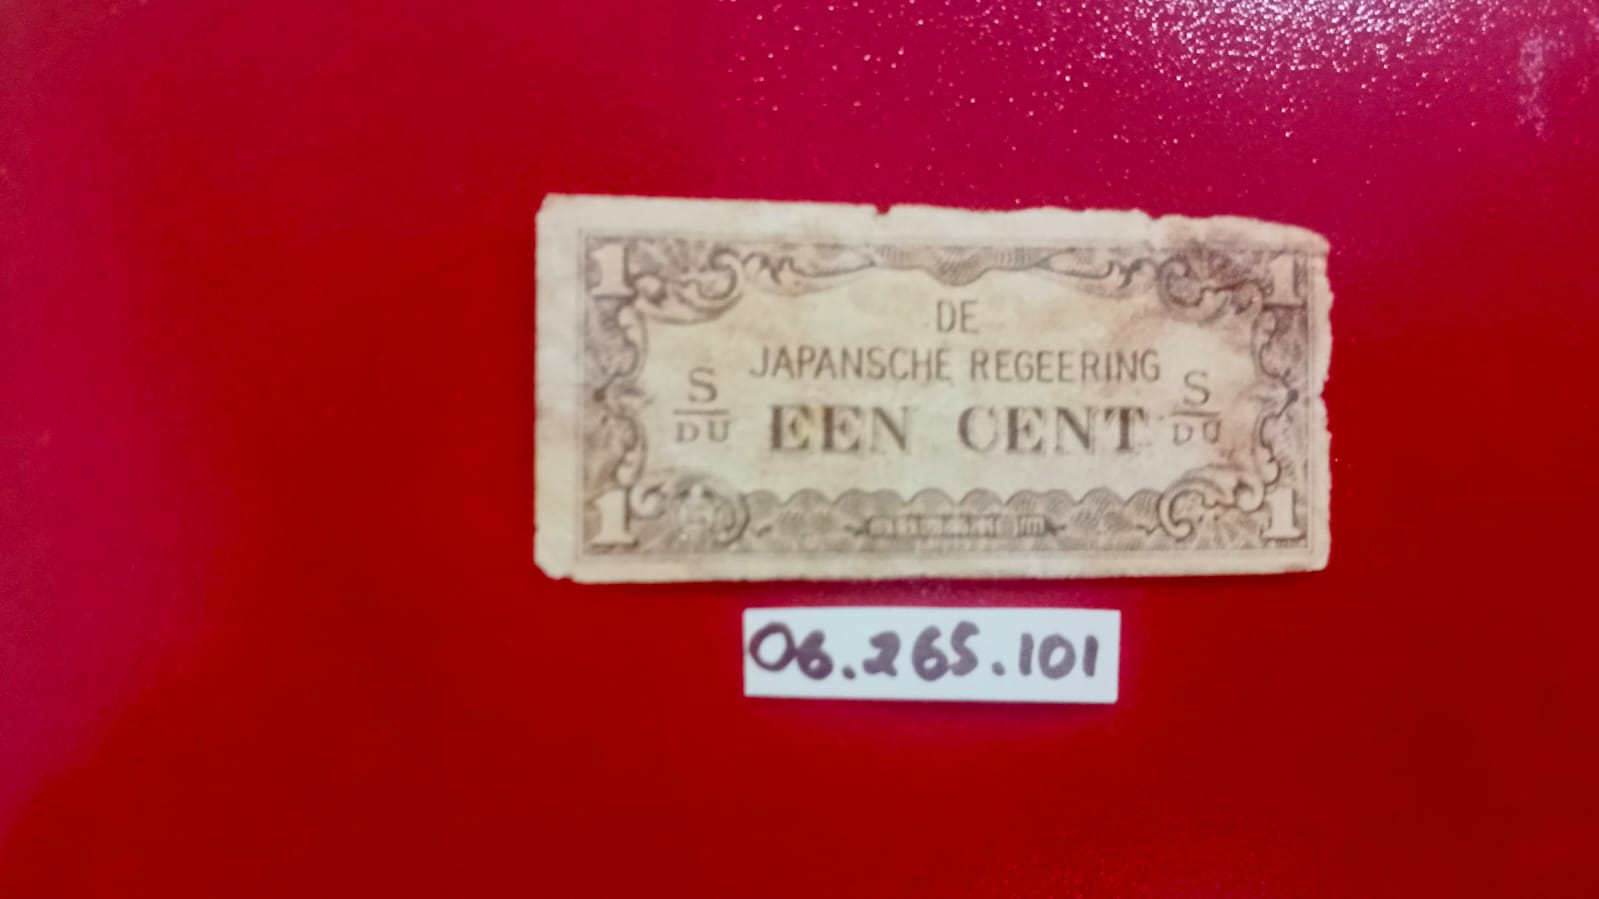 1 1
DE
JAPANSCHE REGEERING
S/DU EEN CENT S/DU
1 1
06.265.101